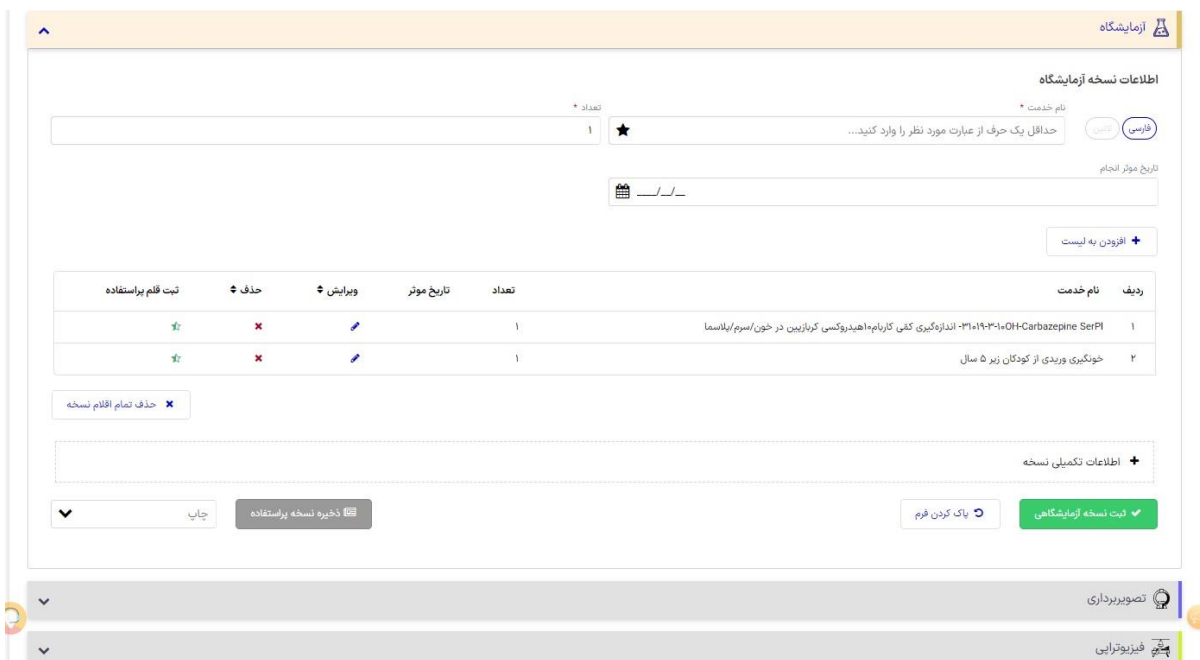 آزمایشگاه
اطلاعات نسخه آزمایشگاه
نام خدمت *
تعداد *
فارسی
لاتین
حداقل یک حرف از عبارت مورد نظر را وارد کنید...
۱
تاریخ موثر انجام
__/__/____
افزودن به لیست
ردیف نام خدمت تعداد تاریخ موثر ویرایش حذف ثبت قلم پراستفاده
۱ ۳۱۰۱۹-۳-۱۰OH-Carbazepine SerPl- اندازه‌گیری کمّی کاربام۱۰هیدروکسی کربازپین در خون/سرم/پلاسما ۱
۲ خونگیری وریدی از کودکان زیر ۵ سال ۱
حذف تمام اقلام نسخه
اطلاعات تکمیلی نسخه
ثبت نسخه آزمایشگاهی
پاک کردن فرم
ذخیره نسخه پراستفاده
چاپ
تصویربرداری
فیزیوتراپی